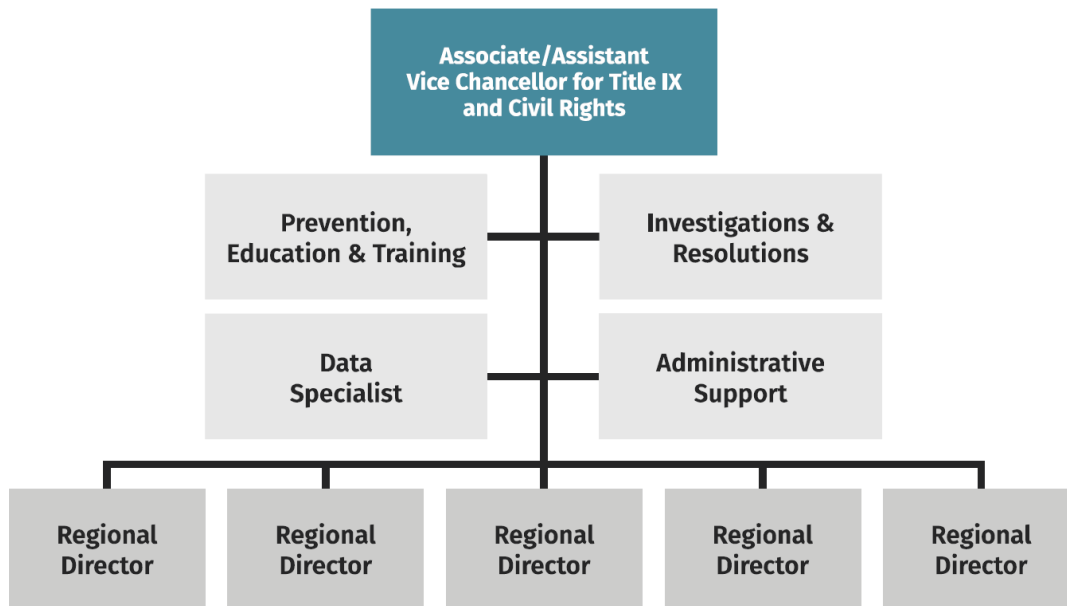 Associate/Assistant
Vice Chancellor for Title IX
and Civil Rights
Prevention,
Education & Training
Investigations &
Resolutions
Data
Specialist
Administrative
Support
Regional
Director
Regional
Director
Regional
Director
Regional
Director
Regional
Director